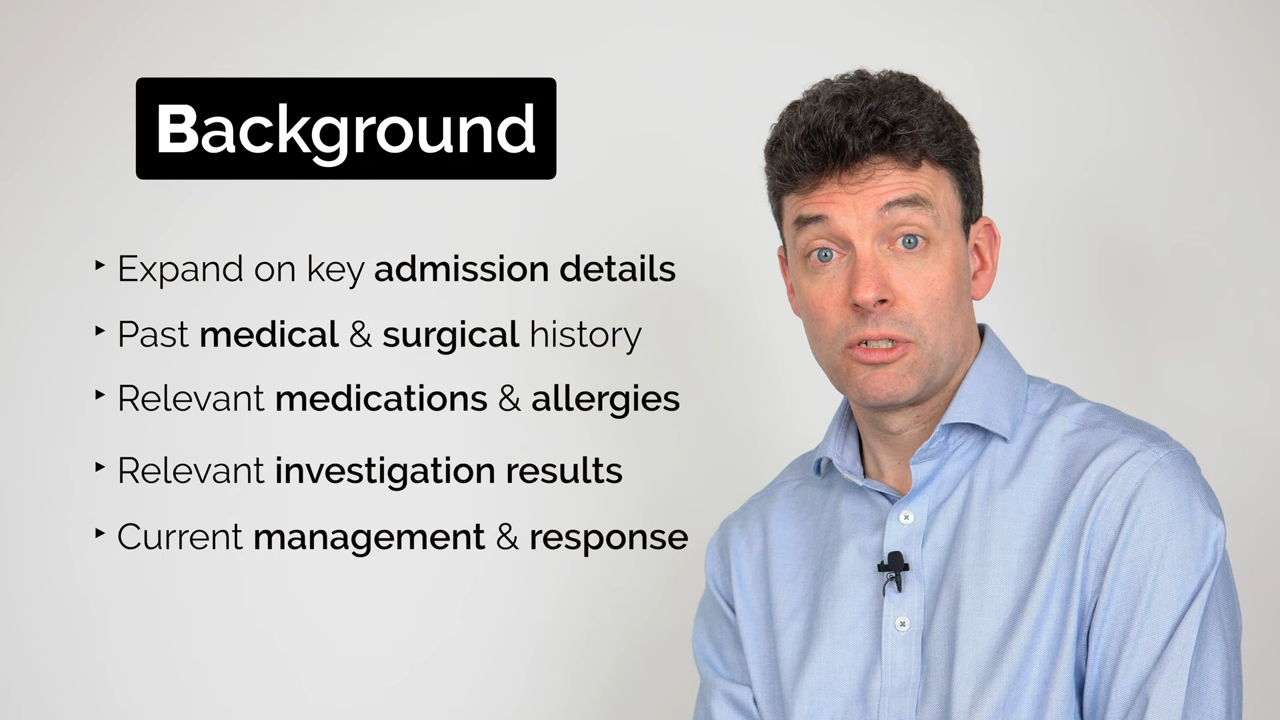 Background
‣ Expand on key admission details
‣ Past medical & surgical history
‣ Relevant medications & allergies
‣ Relevant investigation results
‣ Current management & response